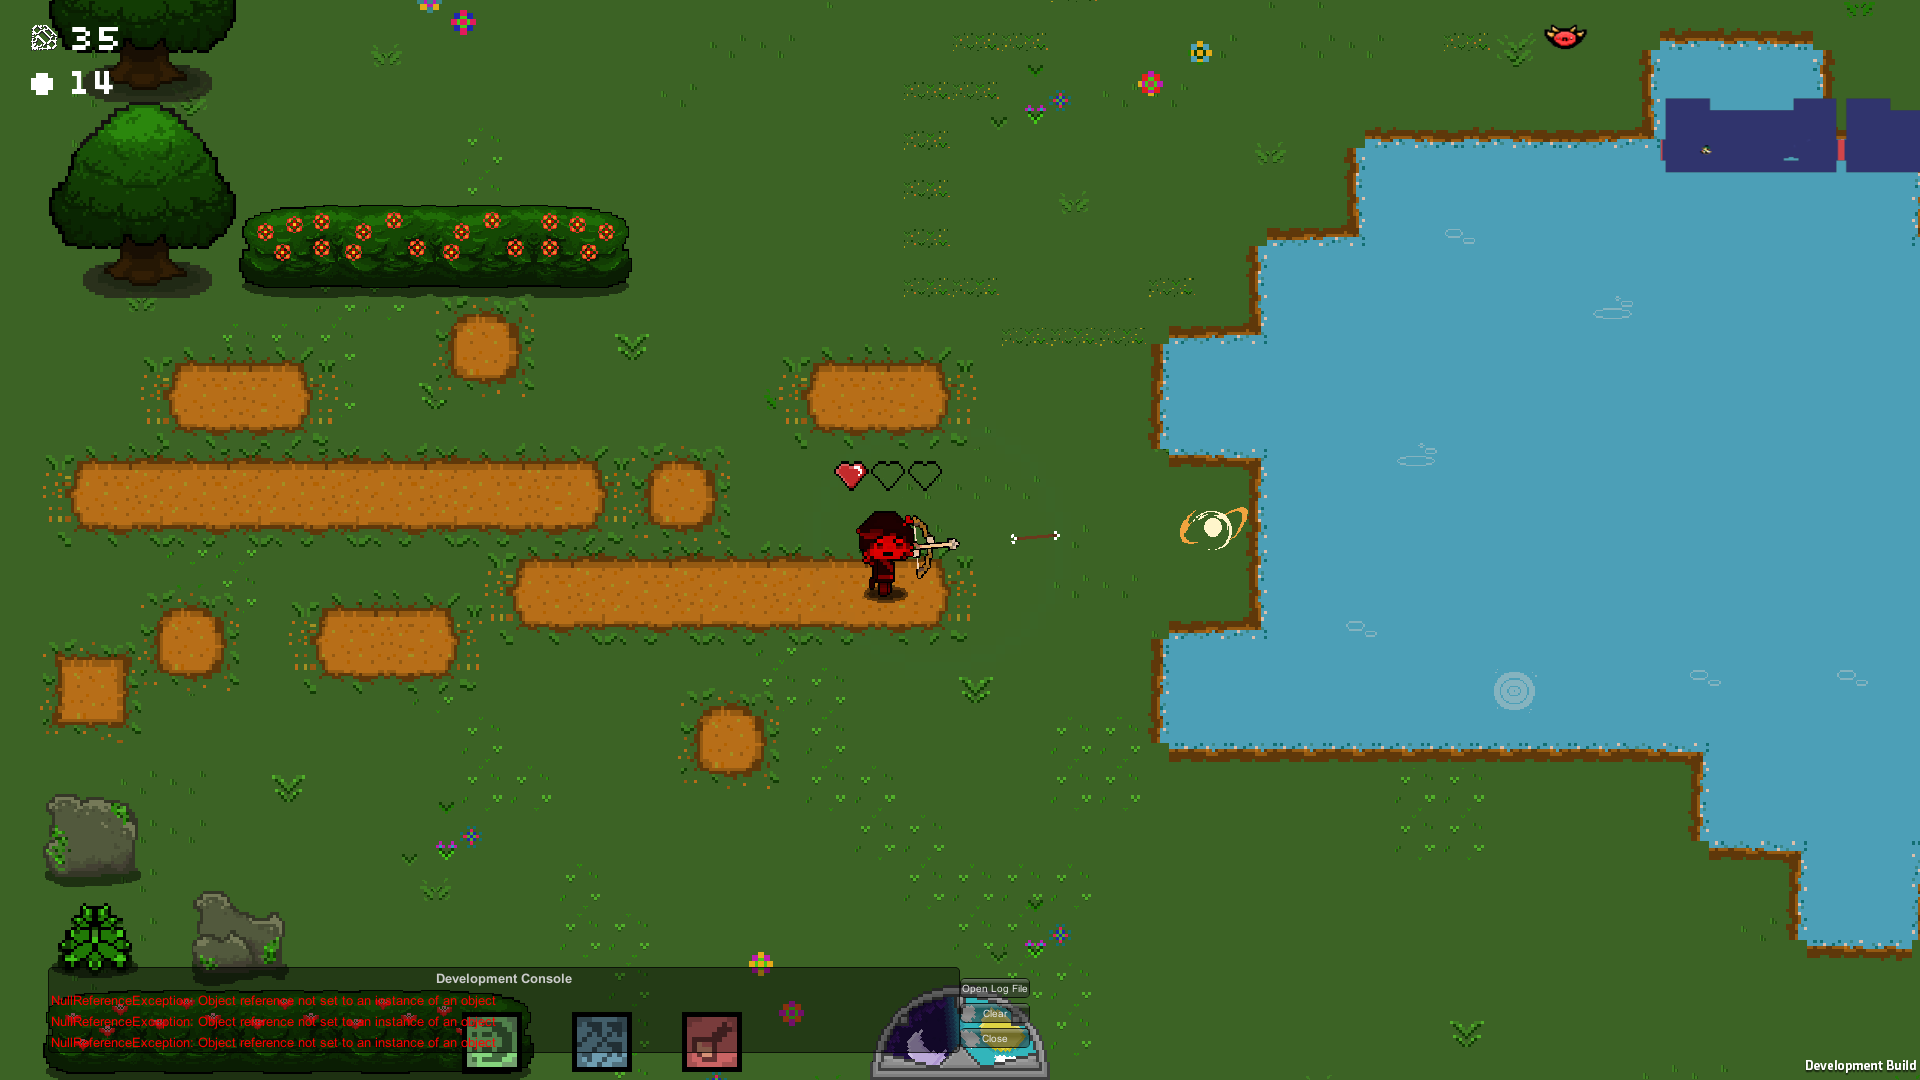 35
14
Development Console
NullReferenceException: Object reference not set to an instance of an object
NullReferenceException: Object reference not set to an instance of an object
NullReferenceException: Object reference not set to an instance of an object
Open Log File
Clear
Close
Development Build